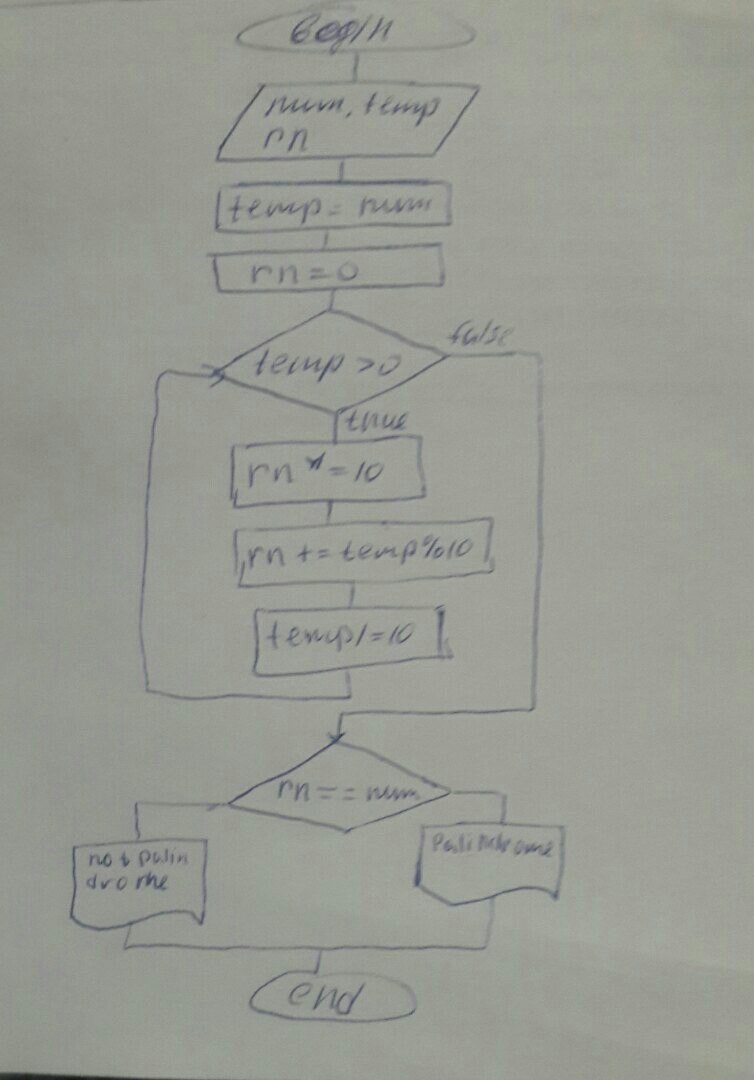 begin
num, temp
rn
temp = num
rn = 0
temp > 0
false
true
rn *= 10
rn += temp%10
temp/=10
rn == num
not palin
drome
Palindrome
end